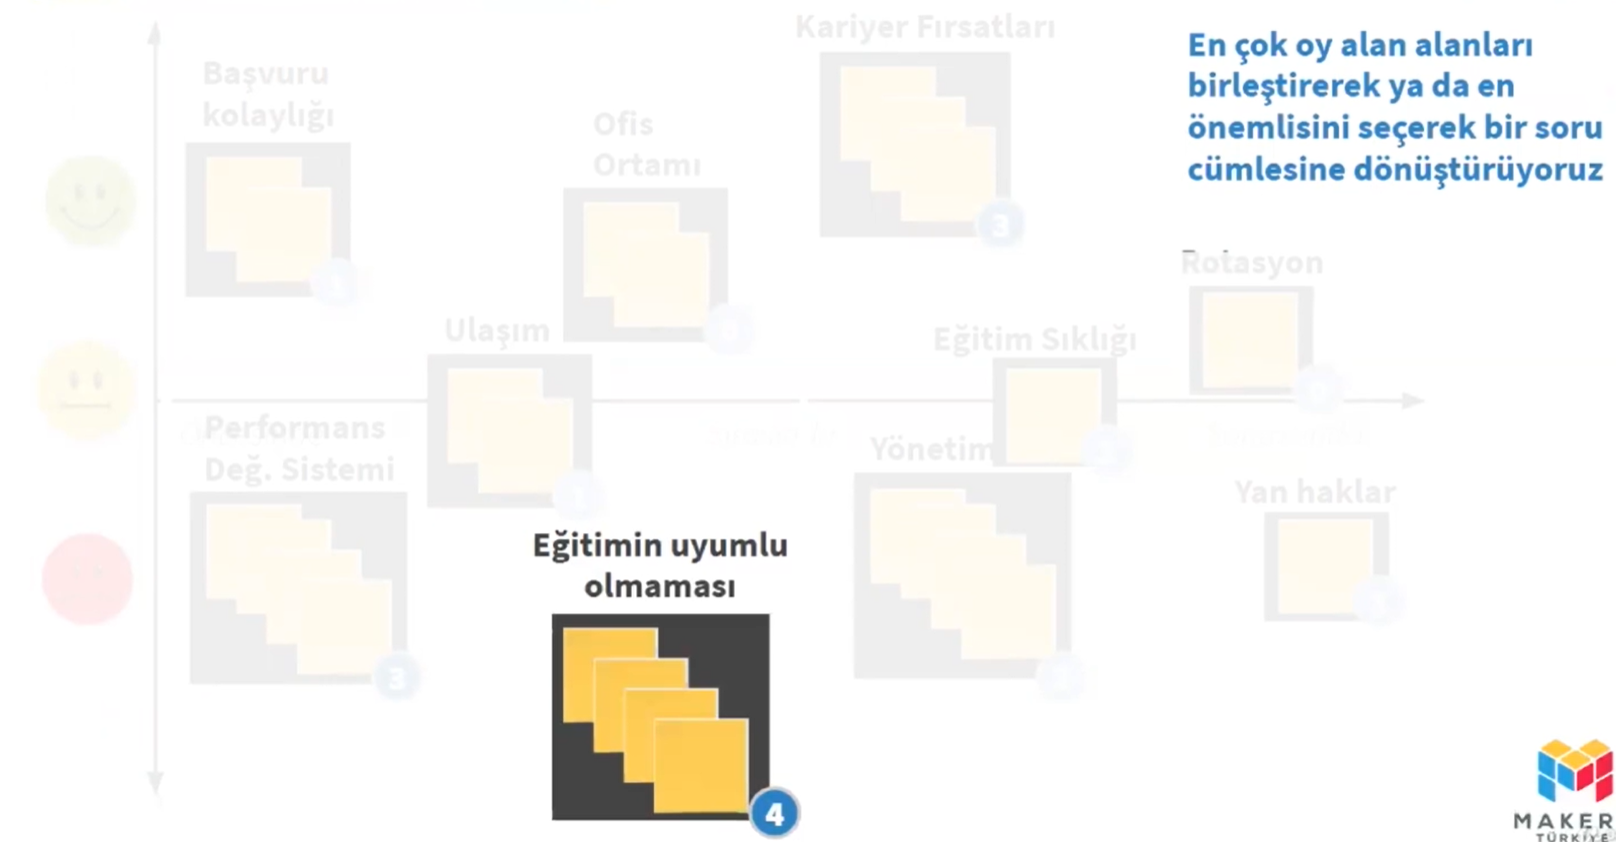 Kariyer Fırsatları
En çok oy alan alanları
birleştirerek ya da en
önemlisini seçerek bir soru
cümlesine dönüştürüyoruz
Başvuru
kolaylığı
Ofis
Ortamı
3
Rotasyon
Ulaşım
Eğitim Sıklığı
Performans
Değ. Sistemi
Yönetim
Yan haklar
3
Eğitimin uyumlu
olmaması
4
MAKER
TÜRKİYE